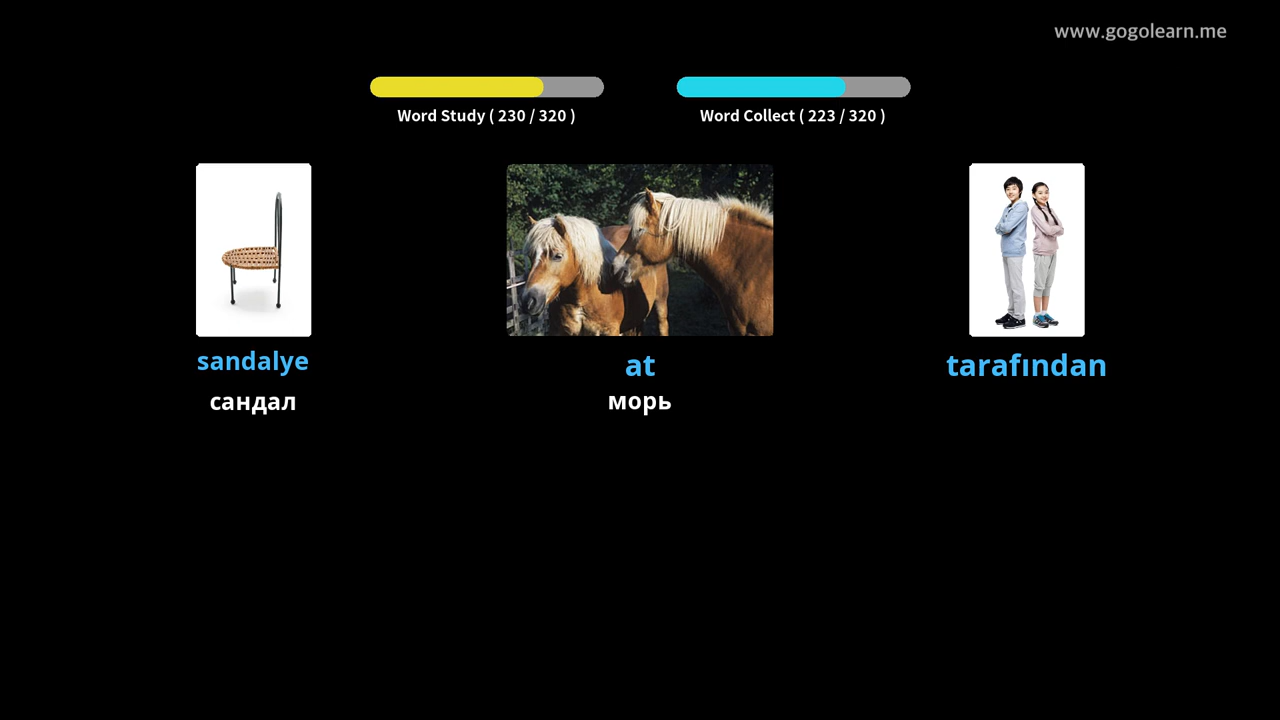 www.gogolearn.me
Word Study ( 230 / 320 )
Word Collect ( 223 / 320 )
sandalye
at
tarafından
сандал
морь